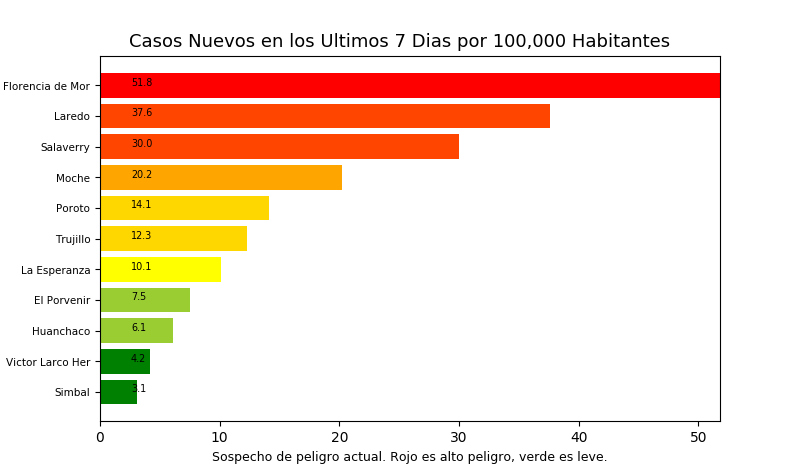 Casos Nuevos en los Ultimos 7 Dias por 100,000 Habitantes
Florencia de Mor 51.8
Laredo 37.6
Salaverry 30.0
Moche 20.2
Poroto 14.1
Trujillo 12.3
La Esperanza 10.1
El Porvenir 7.5
Huanchaco 6.1
Victor Larco Her 4.2
Simbal 3.1
0 10 20 30 40 50
Sospecho de peligro actual. Rojo es alto peligro, verde es leve.